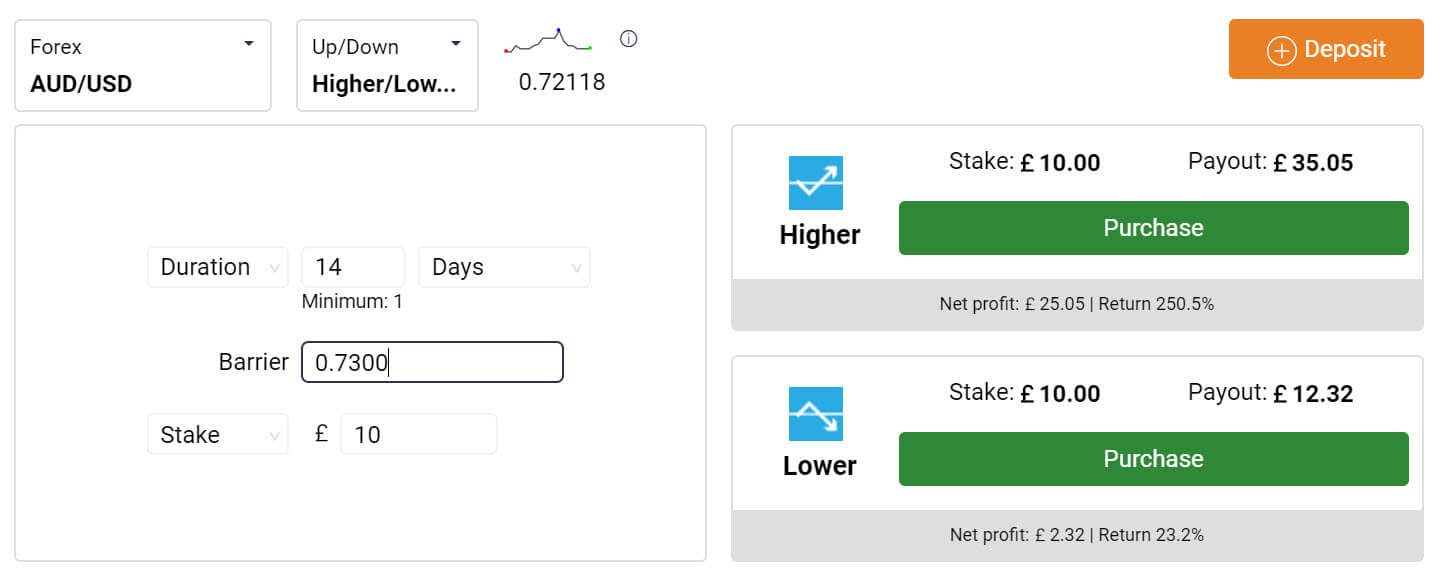 Forex
AUD/USD
Up/Down
Higher/Low...
0.72118
Deposit
Duration 14 Days
Minimum: 1
Barrier 0.7300
Stake £ 10
Stake: £ 10.00 Payout: £ 35.05
Higher
Purchase
Net profit: £ 25.05 | Return 250.5%
Stake: £ 10.00 Payout: £ 12.32
Lower
Purchase
Net profit: £ 2.32 | Return 23.2%